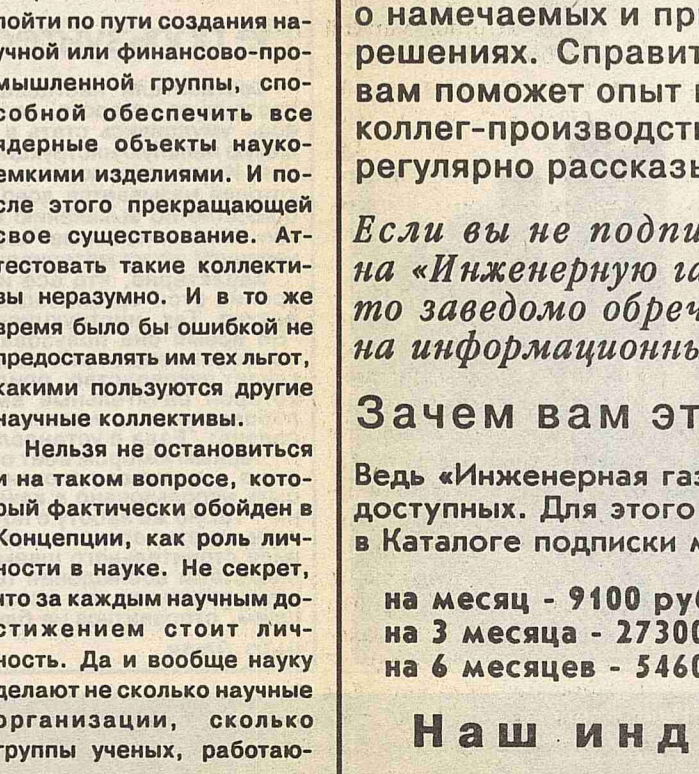 пойти по пути создания на-
учной или финансово-про-
мышленной группы, спо-
собной обеспечить все
ядерные объекты науко-
емкими изделиями. И по-
сле этого прекращающей
свое существование. Ат-
тестовать такие коллекти-
вы неразумно. И в то же
время было бы ошибкой не
предоставлять им тех льгот,
какими пользуются другие
научные коллективы.
Нельзя не остановиться
и на таком вопросе, кото-
рый фактически обойден в
Концепции, как роль лич-
ности в науке. Не секрет,
что за каждым научным до-
стижением стоит лич-
ность. Да и вообще науку
делают не сколько научные
организации, сколько
группы ученых, работаю-
о намечаемых и пр
решениях. Справит
вам поможет опыт
коллег-производст
регулярно рассказы
Если вы не подпи
на «Инженерную га
то заведомо обреч
на информационны
Зачем вам эт
Ведь «Инженерная газ
доступных. Для этого
в Каталоге подписки м
на месяц - 9100 руб
на 3 месяца - 27300
на 6 месяцев - 5460
Наш инд